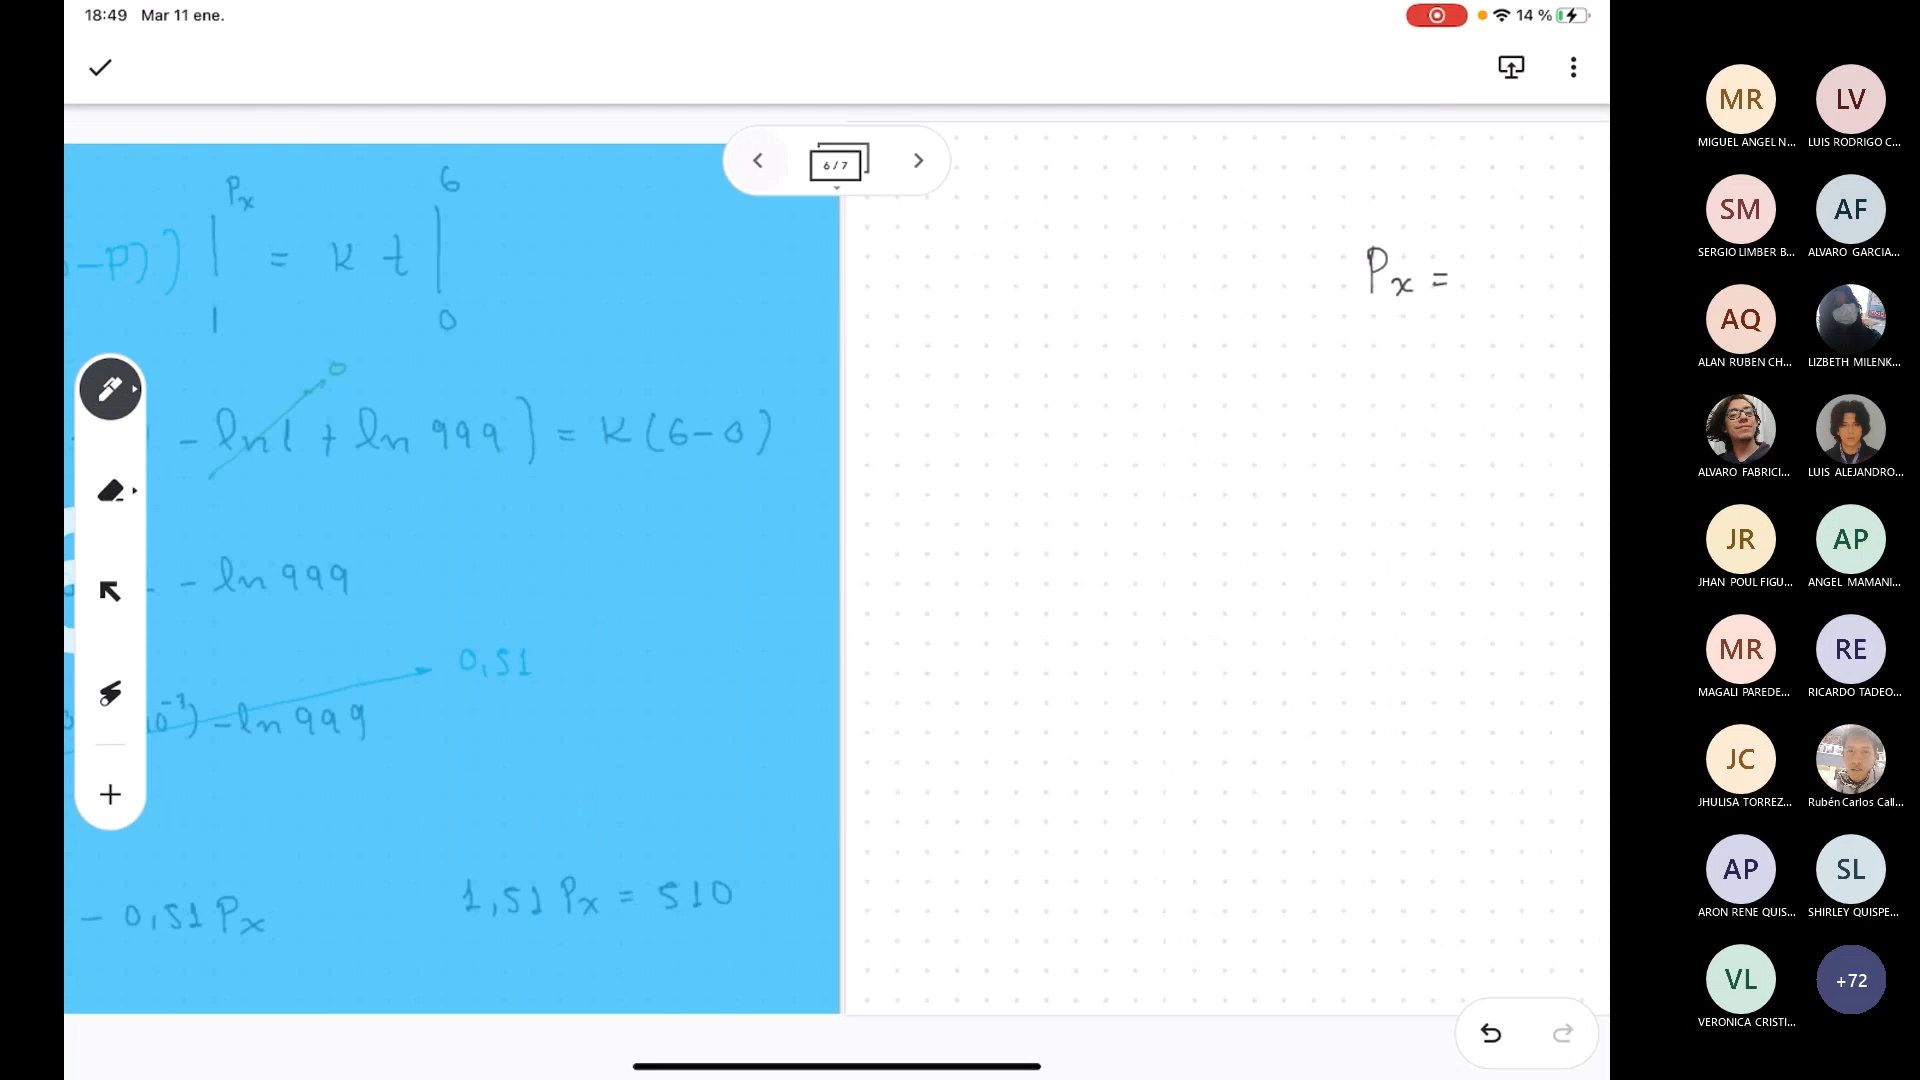 18:49 Mar 11 ene.
14 %
6 / 7
Px 6
-P)) | = k t |
1 0
0
- ln 1 + ln 999 ] = k (6-0)
- ln 999
0,51
) - ln 999
- 0,51 Px
1,51 Px = 510
Px =
MR LV
MIGUEL ANGEL N... LUIS RODRIGO C...
SM AF
SERGIO LIMBER B... ALVARO GARCIA...
AQ
ALAN RUBEN CH... LIZBETH MILENK...
ALVARO FABRICI... LUIS ALEJANDRO...
JR AP
JHAN POUL FIGU... ANGEL MAMANI...
MR RE
MAGALI PAREDE... RICARDO TADEO...
JC
JHULISA TORREZ... Rubén Carlos Call...
AP SL
ARON RENE QUIS... SHIRLEY QUISPE...
VL +72
VERONICA CRISTI...